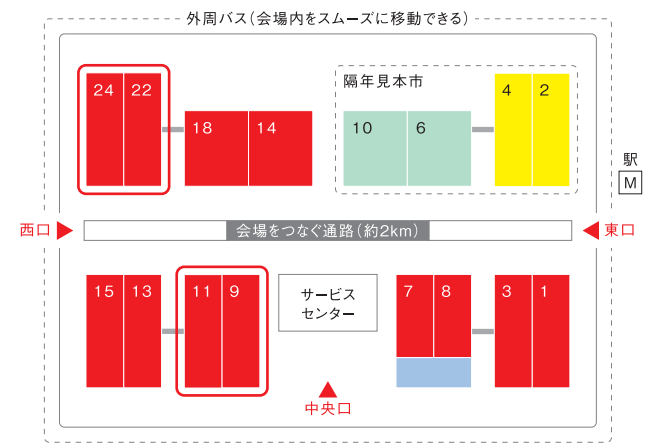 外周バス（会場内をスムーズに移動できる）
24 22
18 14
隔年見本市
10 6
4 2
駅
M
西口
会場をつなぐ通路（約2km）
東口
15 13
11 9
サービス
センター
7 8
3 1
中央口